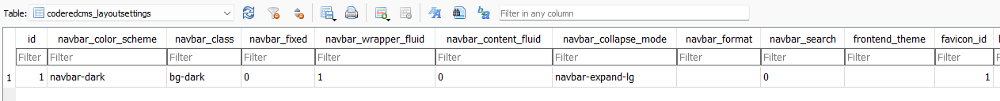 Table: coderedcms_layoutsettings Filter in any column
id navbar_color_scheme navbar_class navbar_fixed navbar_wrapper_fluid navbar_content_fluid navbar_collapse_mode navbar_format navbar_search frontend_theme favicon_id
Filter Filter Filter Filter Filter Filter Filter Filter Filter Filter Filter
1 1 navbar-dark bg-dark 0 1 0 navbar-expand-lg 0 1